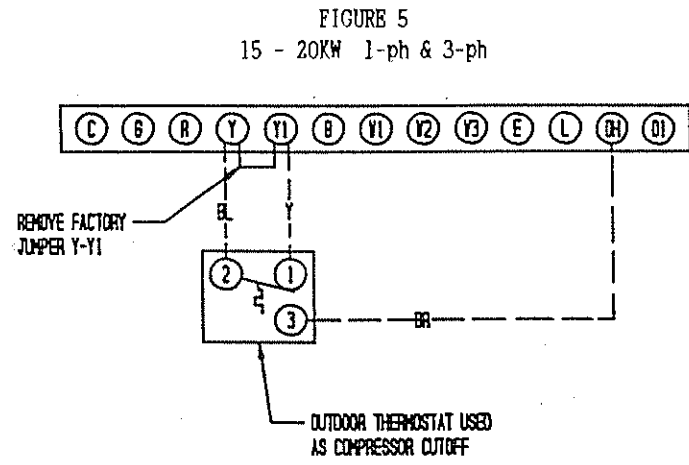 FIGURE 5
15 - 20KW 1-ph & 3-ph
C G R Y Y1 B W1 W2 W3 E L OH O1
REMOVE FACTORY
JUMPER Y-Y1
BL Y
2 1
3 BR
OUTDOOR THERMOSTAT USED
AS COMPRESSOR CUTOFF